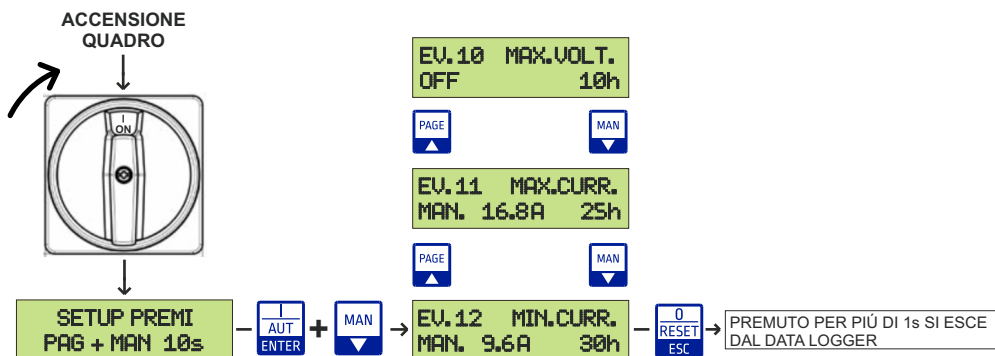 ACCENSIONE
QUADRO
I
ON
EV.10 MAX.VOLT.
OFF 10h
PAGE
MAN
EV.11 MAX.CURR.
MAN. 16.8A 25h
PAGE
MAN
SETUP PREMI
PAG + MAN 10s
I
AUT
ENTER
+
MAN
EV.12 MIN.CURR.
MAN. 9.6A 30h
0
RESET
ESC
PREMUTO PER PIÚ DI 1s SI ESCE
DAL DATA LOGGER